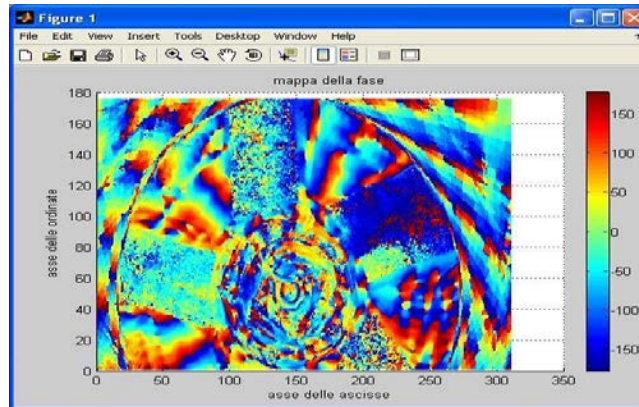 Figure 1
File Edit View Insert Tools Desktop Window Help
mappa della fase
asse delle ordinate
180
160
140
120
100
80
60
40
20
0
0 50 100 150 200 250 300 350
asse delle ascisse
150
100
50
0
-50
-100
-150